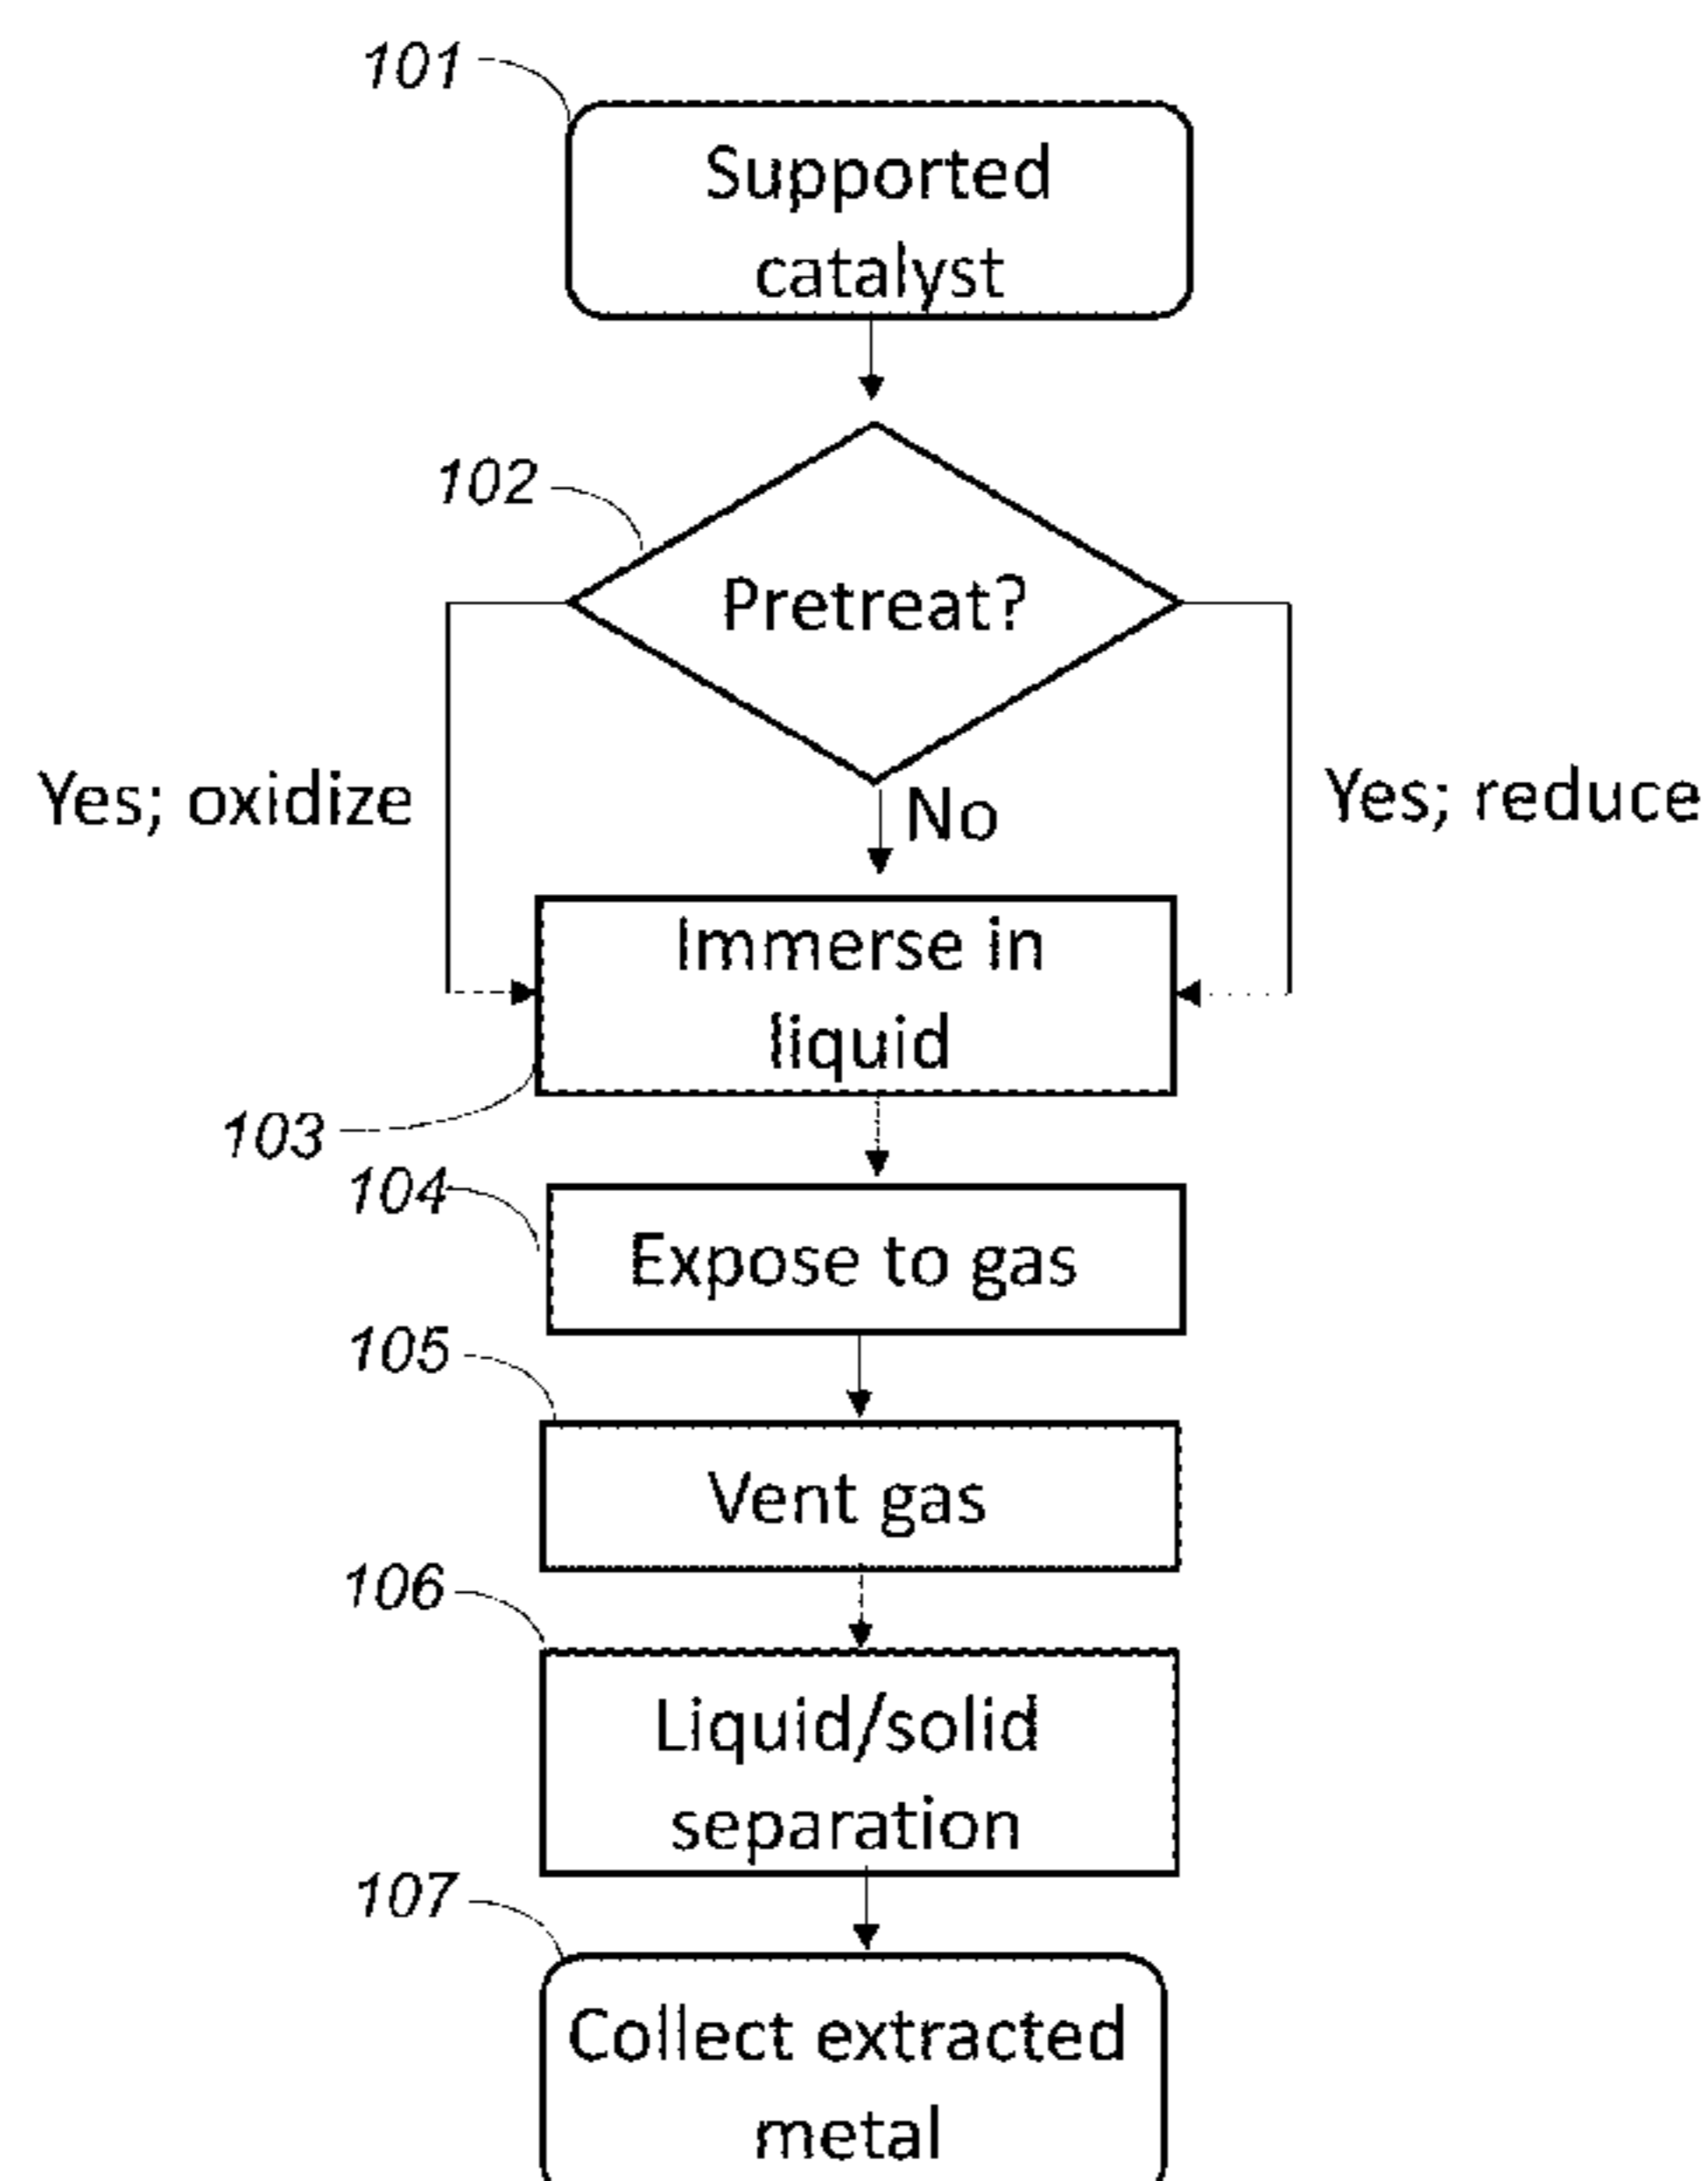 101
Supported
catalyst
102
Pretreat?
Yes; oxidize
No
Yes; reduce
Immerse in
liquid
103
104
Expose to gas
105
Vent gas
106
Liquid/solid
separation
107
Collect extracted
metal